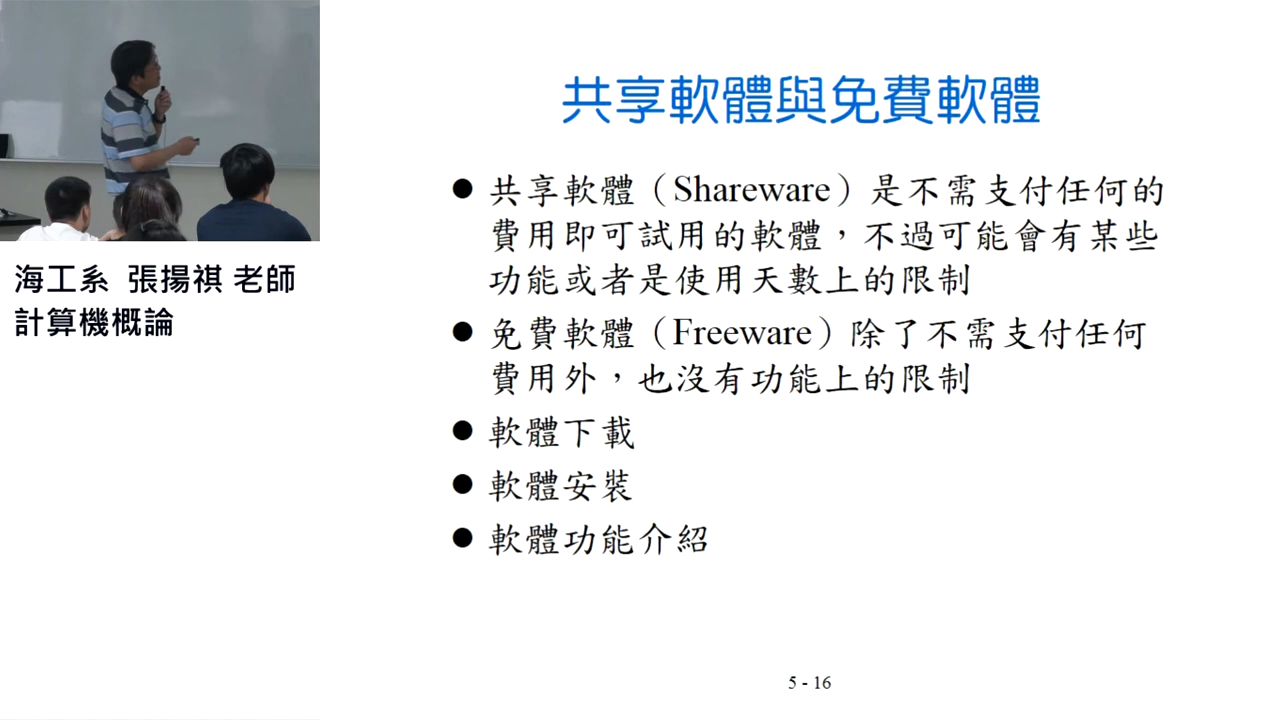 海工系 張揚祺 老師
計算機概論
共享軟體與免費軟體
● 共享軟體（Shareware）是不需支付任何的
費用即可試用的軟體，不過可能會有某些
功能或者是使用天數上的限制
● 免費軟體（Freeware）除了不需支付任何
費用外，也沒有功能上的限制
● 軟體下載
● 軟體安裝
● 軟體功能介紹
5 - 16